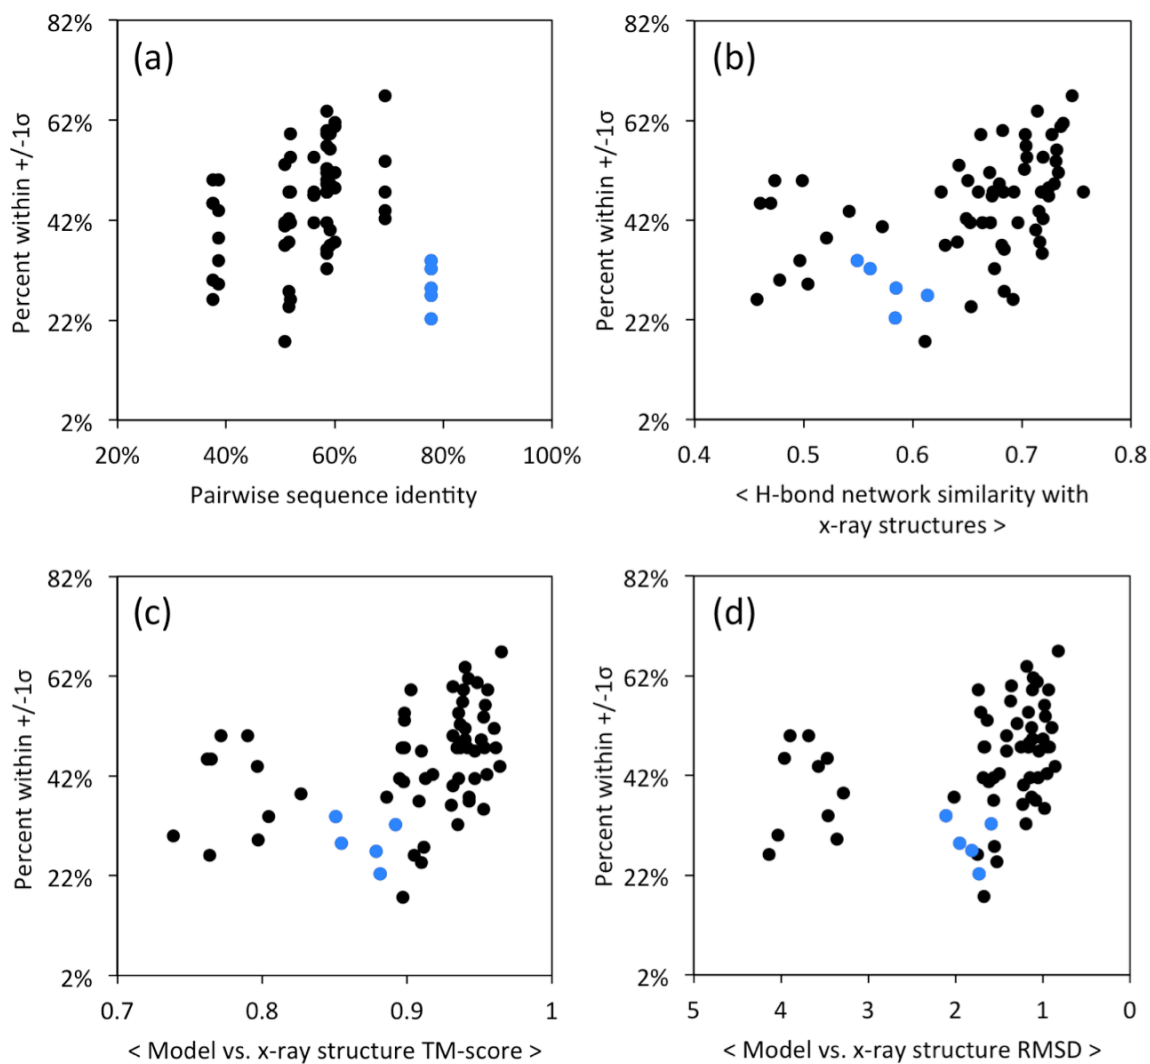 82%
(a)
62%
42%
22%
2%
Percent within +/-1σ
20% 40% 60% 80% 100%
Pairwise sequence identity
82%
(b)
62%
42%
22%
2%
Percent within +/-1σ
0.4 0.5 0.6 0.7 0.8
< H-bond network similarity with
x-ray structures >
82%
(c)
62%
42%
22%
2%
Percent within +/-1σ
0.7 0.8 0.9 1
< Model vs. x-ray structure TM-score >
82%
(d)
62%
42%
22%
2%
Percent within +/-1σ
5 4 3 2 1 0
< Model vs. x-ray structure RMSD >